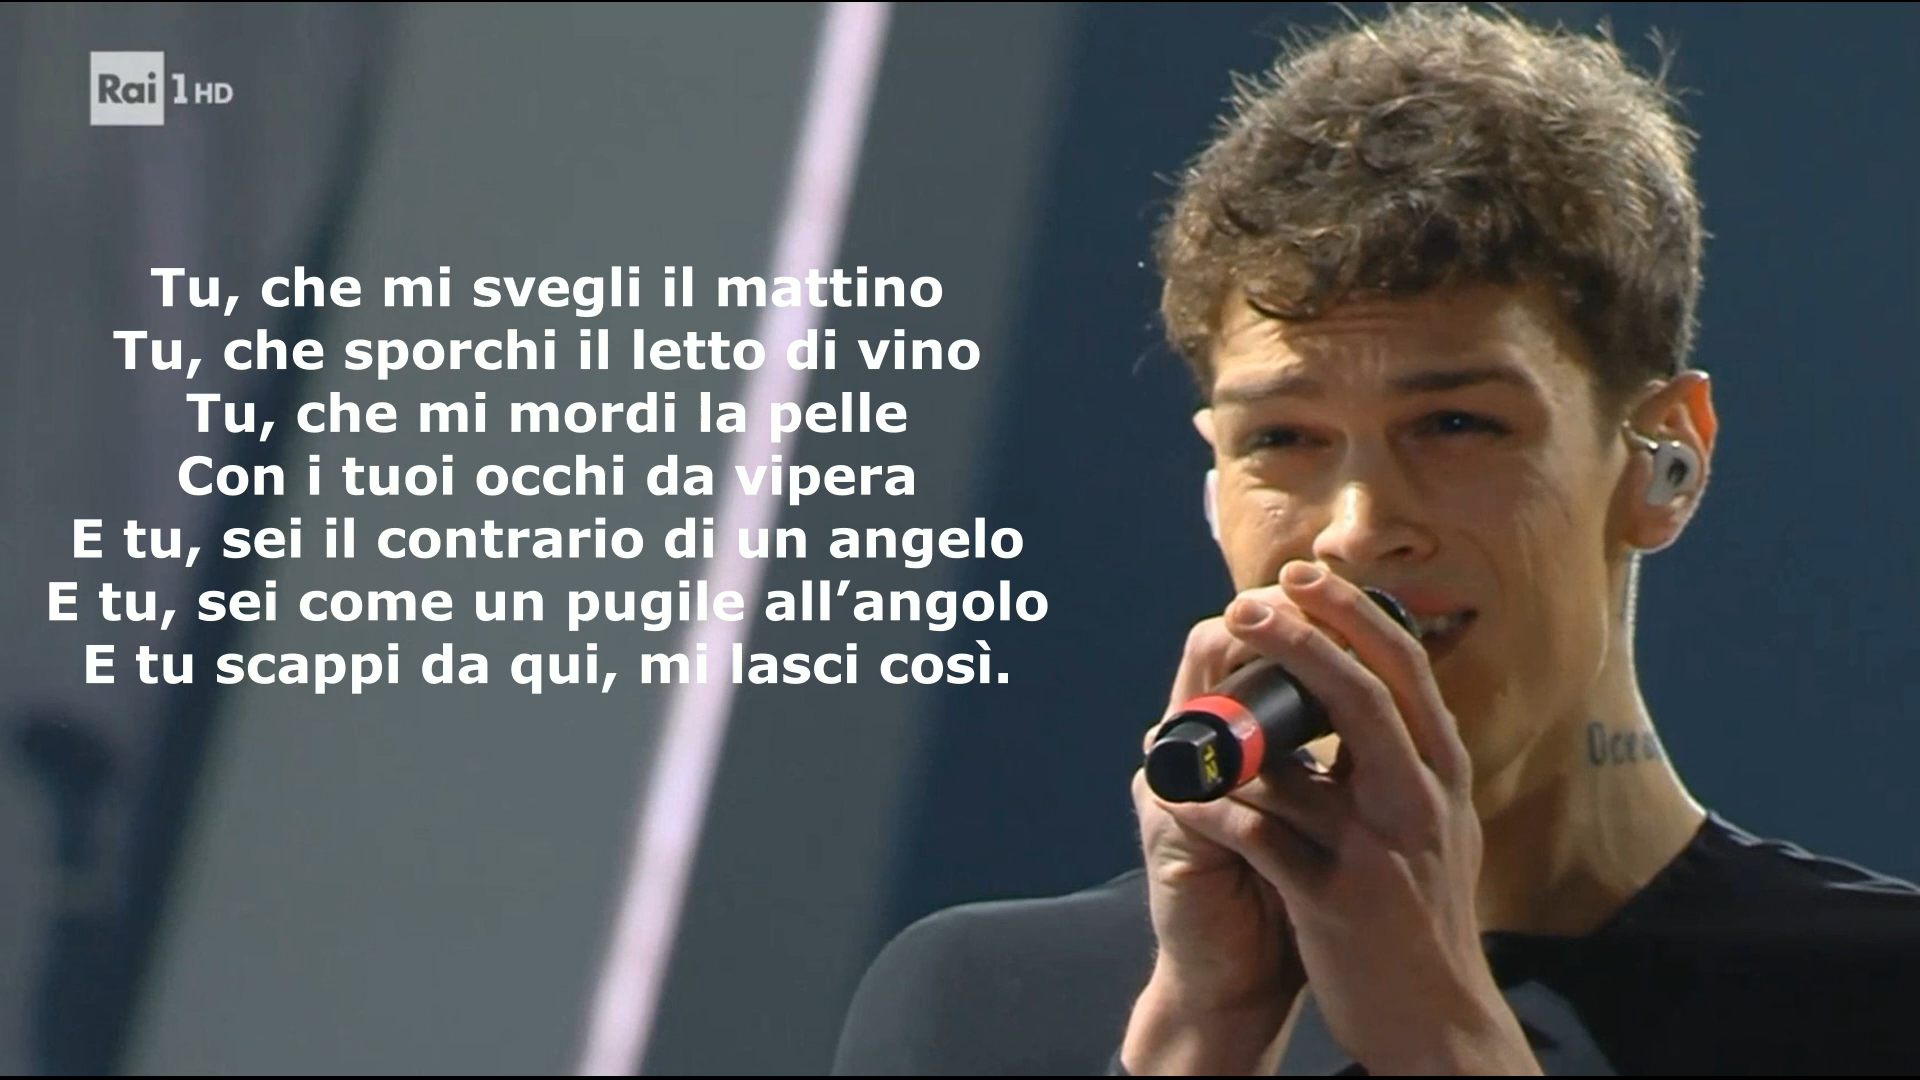 Rai 1 HD
Tu, che mi svegli il mattino
Tu, che sporchi il letto di vino
Tu, che mi mordi la pelle
Con i tuoi occhi da vipera
E tu, sei il contrario di un angelo
E tu, sei come un pugile all’angolo
E tu scappi da qui, mi lasci così.
12